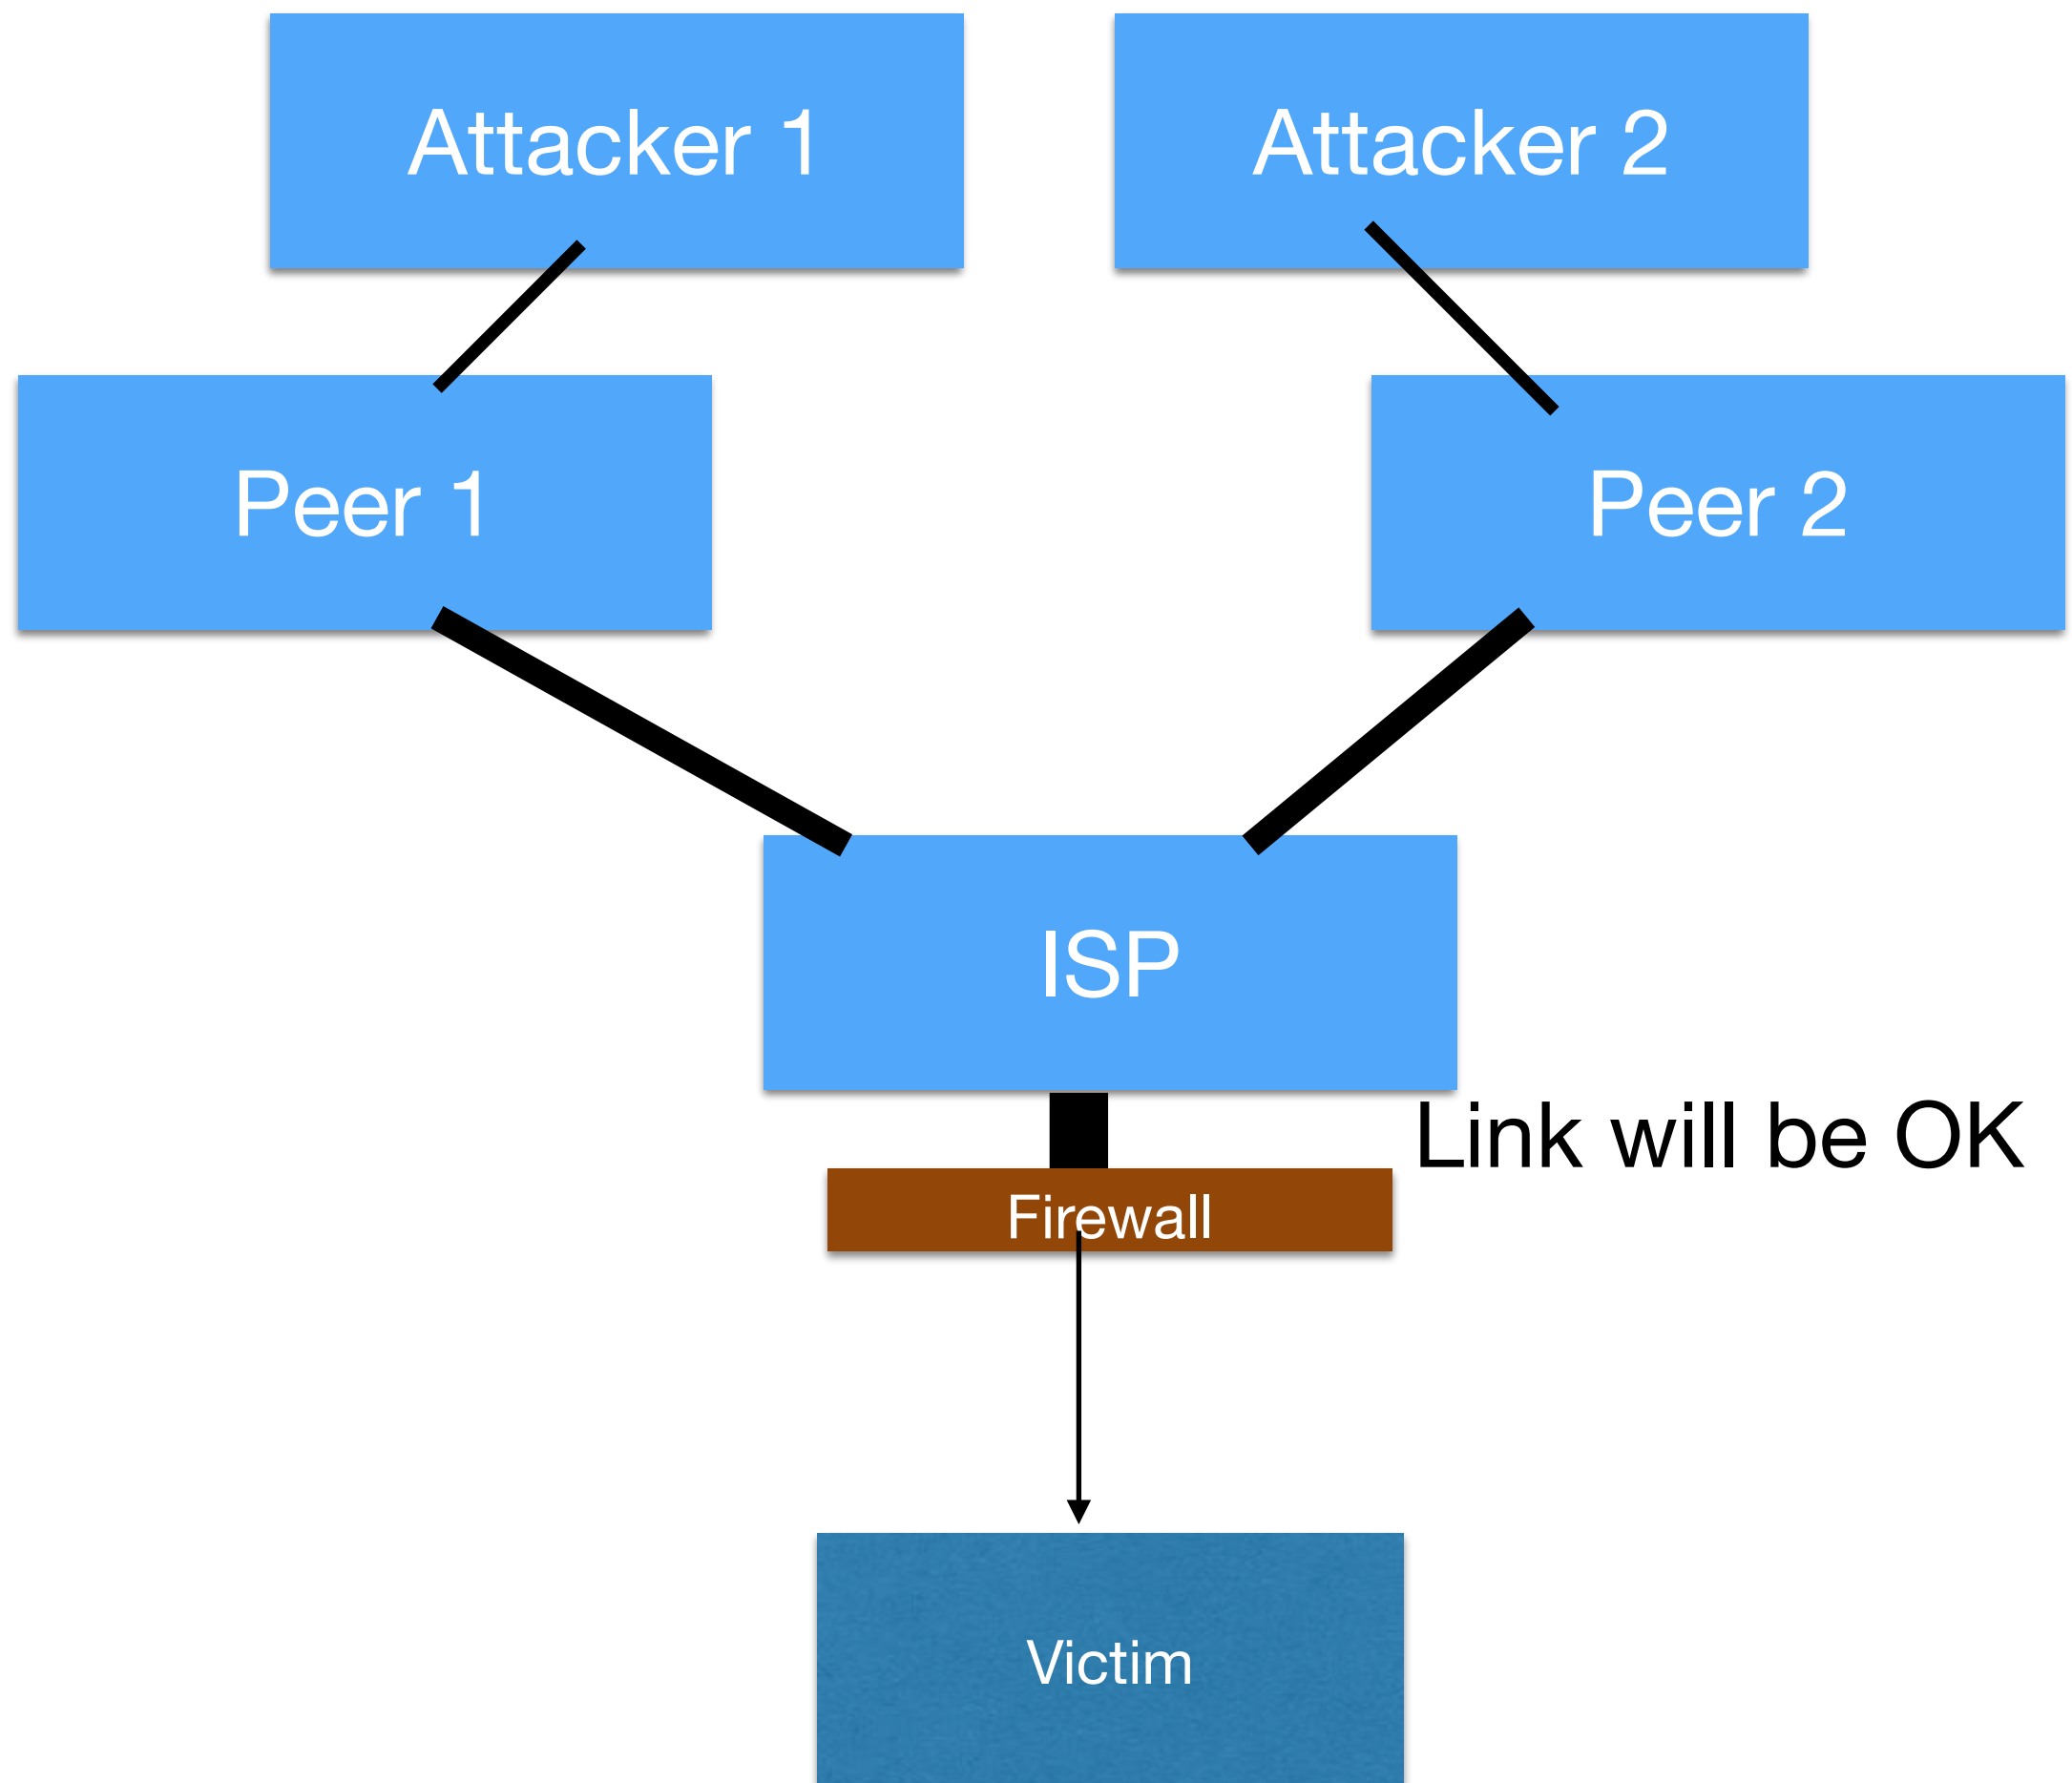 Attacker 1
Attacker 2
Peer 1
Peer 2
ISP
Link will be OK
Firewall
Victim